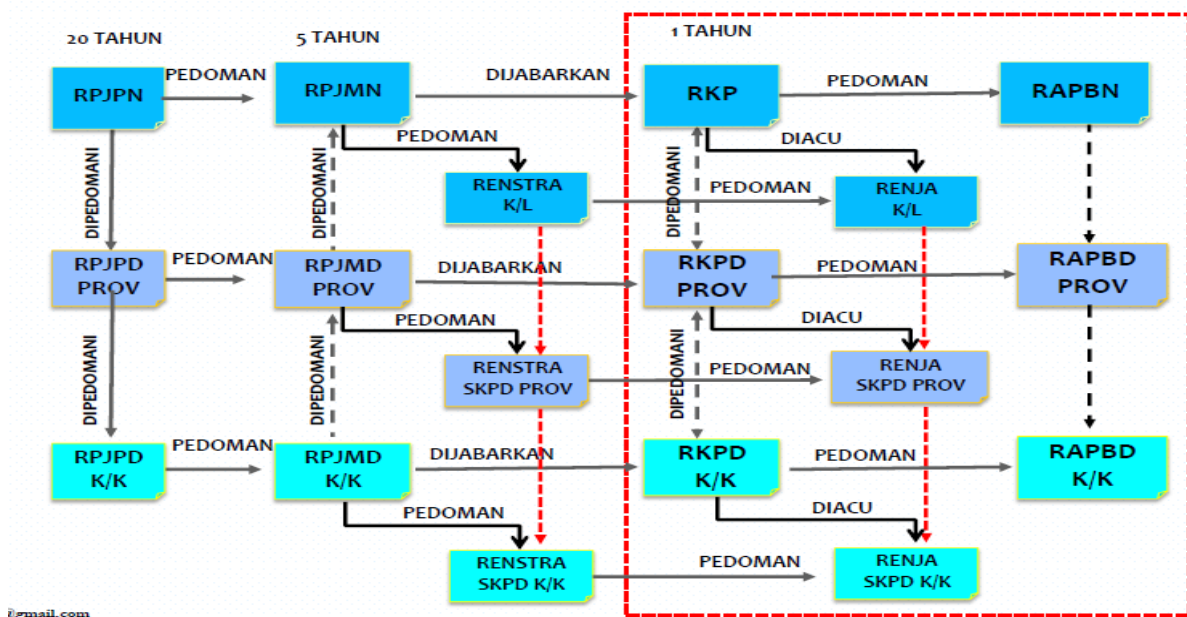 20 TAHUN
5 TAHUN
1 TAHUN
RPJPN
PEDOMAN
RPJMN
DIJABARKAN
RKP
PEDOMAN
RAPBN
PEDOMAN
DIACU
DIPEDOMANI
DIPEDOMANI
DIPEDOMANI
RENSTRA
K/L
PEDOMAN
RENJA
K/L
RPJPD
PROV
PEDOMAN
RPJMD
PROV
DIJABARKAN
RKPD
PROV
PEDOMAN
RAPBD
PROV
PEDOMAN
DIACU
DIPEDOMANI
DIPEDOMANI
DIPEDOMANI
RENSTRA
SKPD PROV
PEDOMAN
RENJA
SKPD PROV
RPJPD
K/K
PEDOMAN
RPJMD
K/K
DIJABARKAN
RKPD
K/K
PEDOMAN
RAPBD
K/K
PEDOMAN
DIACU
RENSTRA
SKPD K/K
PEDOMAN
RENJA
SKPD K/K
@gmail.com